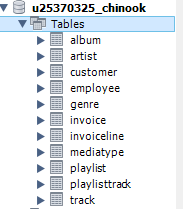 u25370325_chinook
Tables
album
artist
customer
employee
genre
invoice
invoiceline
mediatype
playlist
playlisttrack
track